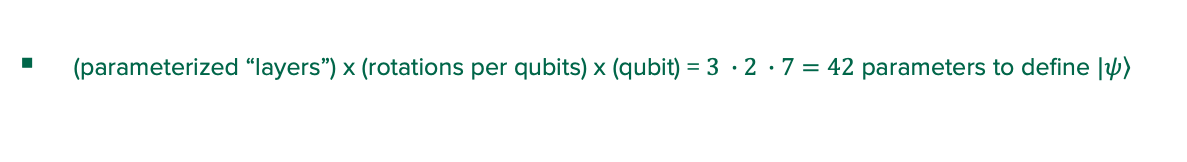 ▪ (parameterized “layers”) x (rotations per qubits) x (qubit) = 3 · 2 · 7 = 42 parameters to define |ψ⟩